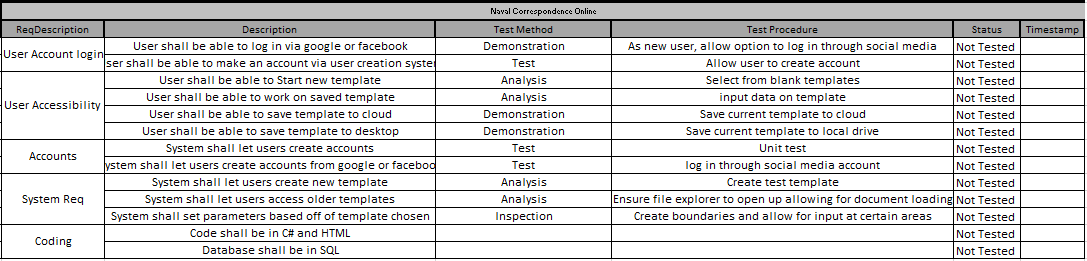 Naval Correspondence Online
ReqDescription Description Test Method Test Procedure Status Timestamp
User Account login User shall be able to log in via google or facebook Demonstration As new user, allow option to log in through social media Not Tested
ser shall be able to make an account via user creation syster Test Allow user to create account Not Tested
User Accessibility User shall be able to Start new template Analysis Select from blank templates Not Tested
User shall be able to work on saved template Analysis input data on template Not Tested
User shall be able to save template to cloud Demonstration Save current template to cloud Not Tested
User shall be able to save template to desktop Demonstration Save current template to local drive Not Tested
Accounts System shall let users create accounts Test Unit test Not Tested
ystem shall let users create accounts from google or faceboo Test log in through social media account Not Tested
System Req System shall let users create new template Analysis Create test template Not Tested
System shall let users access older templates Analysis Ensure file explorer to open up allowing for document loading Not Tested
System shall set parameters based off of template chosen Inspection Create boundaries and allow for input at certain areas Not Tested
Coding Code shall be in C# and HTML Not Tested
Database shall be in SQL Not Tested